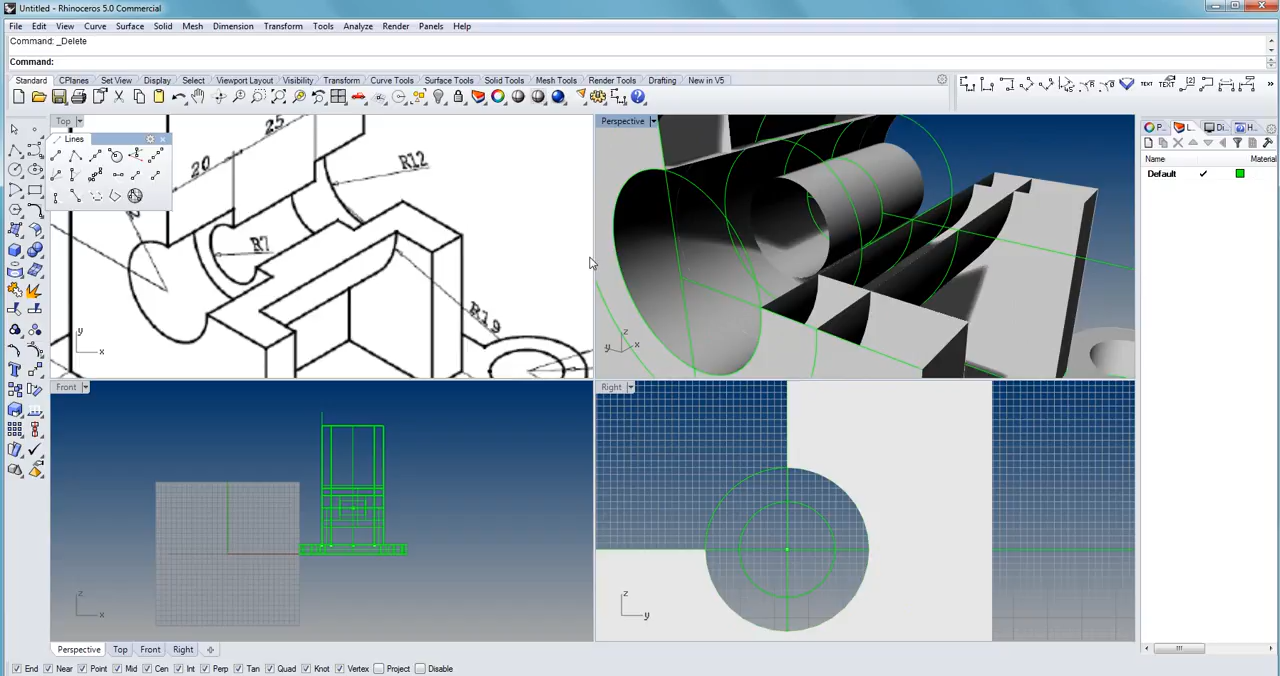 Untitled - Rhinoceros 5.0 Commercial
File Edit View Curve Surface Solid Mesh Dimension Transform Tools Analyze Render Panels Help
Command: _Delete
Command:
Standard CPlanes Set View Display Select Viewport Layout Visibility Transform Curve Tools Surface Tools Solid Tools Mesh Tools Render Tools Drafting New in V5
TEXT TEXT
Top
Lines
Perspective
P... L... Di... H...
Name Material
Default
25
20
R12
R7
R19
y
x
z
x
y
Front
Right
z
x
z
y
Perspective Top Front Right
End Near Point Mid Cen Int Perp Tan Quad Knot Vertex Project Disable